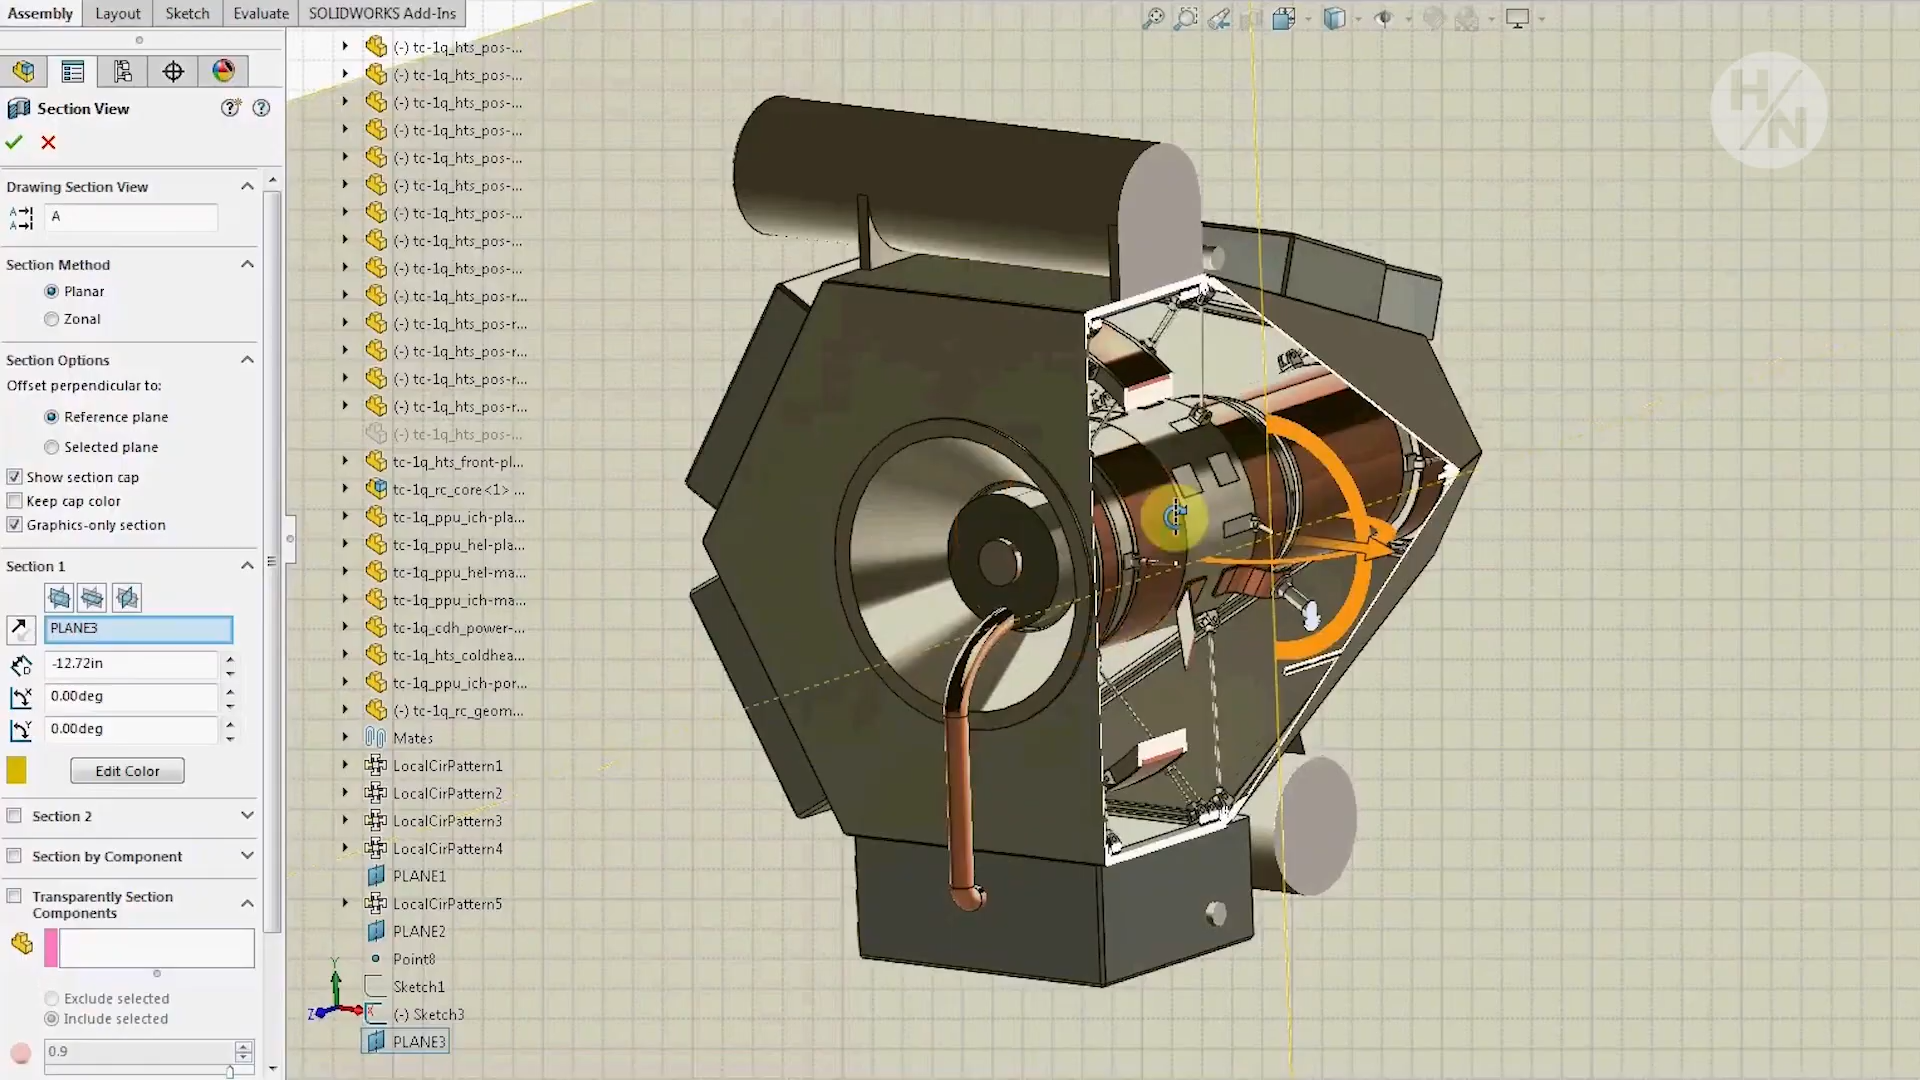 Assembly Layout Sketch Evaluate SOLIDWORKS Add-Ins
Section View
Drawing Section View
A
Section Method
Planar
Zonal
Section Options
Offset perpendicular to:
Reference plane
Selected plane
Show section cap
Keep cap color
Graphics-only section
Section 1
PLANE3
-12.72in
0.00deg
0.00deg
Edit Color
Section 2
Section by Component
Transparently Section
Components
Exclude selected
Include selected
0.9
(-) tc-1q_hts_pos-...
(-) tc-1q_hts_pos-...
(-) tc-1q_hts_pos-...
(-) tc-1q_hts_pos-...
(-) tc-1q_hts_pos-...
(-) tc-1q_hts_pos-...
(-) tc-1q_hts_pos-...
(-) tc-1q_hts_pos-...
(-) tc-1q_hts_pos-...
(-) tc-1q_hts_pos-r...
(-) tc-1q_hts_pos-r...
(-) tc-1q_hts_pos-r...
(-) tc-1q_hts_pos-r...
(-) tc-1q_hts_pos-r...
(-) tc-1q_hts_pos-...
tc-1q_hts_front-pl...
tc-1q_rc_core<1> ...
tc-1q_ppu_ich-pla...
tc-1q_ppu_hel-pla...
tc-1q_ppu_hel-ma...
tc-1q_ppu_ich-ma...
tc-1q_cdh_power-...
tc-1q_hts_coldhea...
tc-1q_ppu_ich-por...
(-) tc-1q_rc_geom...
Mates
LocalCirPattern1
LocalCirPattern2
LocalCirPattern3
LocalCirPattern4
PLANE1
LocalCirPattern5
PLANE2
Point8
Sketch1
(-) Sketch3
PLANE3
Y
Z
X
H/N